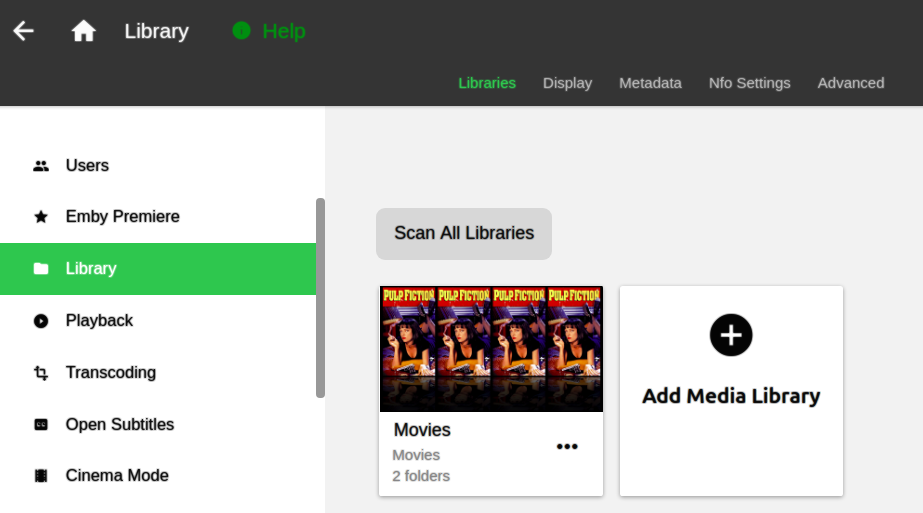 Library
Help
Libraries
Display
Metadata
Nfo Settings
Advanced
Users
Emby Premiere
Library
Playback
Transcoding
Open Subtitles
Cinema Mode
Scan All Libraries
PULP FICTION PULP FICTION PULP FICTION PULP FICTION
Movies
Movies
2 folders
Add Media Library